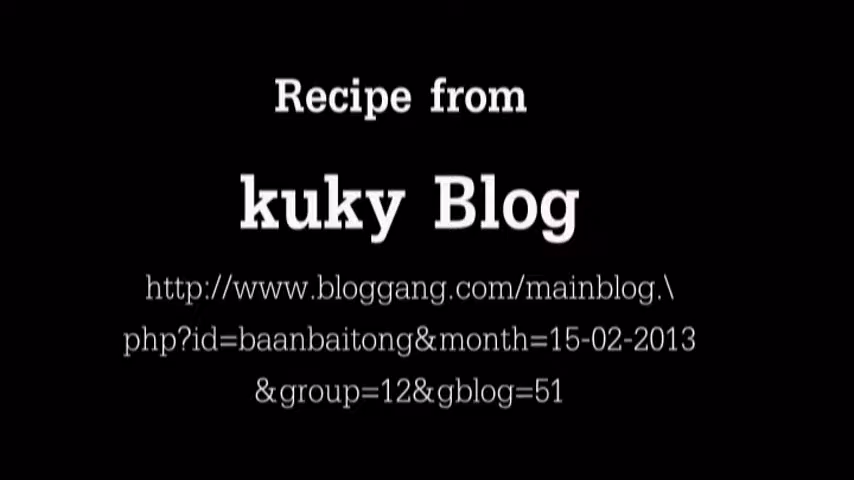 Recipe from
kuky Blog
http://www.bloggang.com/mainblog.\
php?id=baanbaitong&month=15-02-2013
&group=12&gblog=51